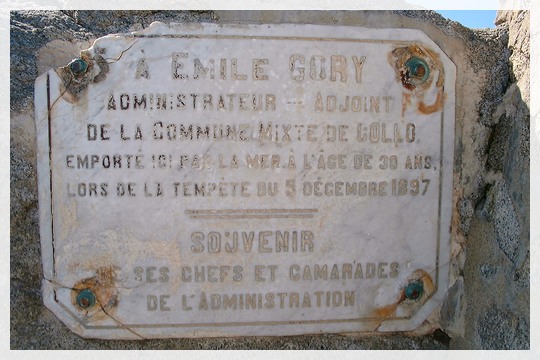 À EMILE GORY
ADMINISTRATEUR — ADJOINT
DE LA COMMUNE MIXTE DE COLLO,
EMPORTÉ ICI PAR LA MER, À L'ÂGE DE 30 ANS,
LORS DE LA TEMPÊTE DU 5 DÉCEMBRE 1897
SOUVENIR
DE SES CHEFS ET CAMARADES
DE L'ADMINISTRATION